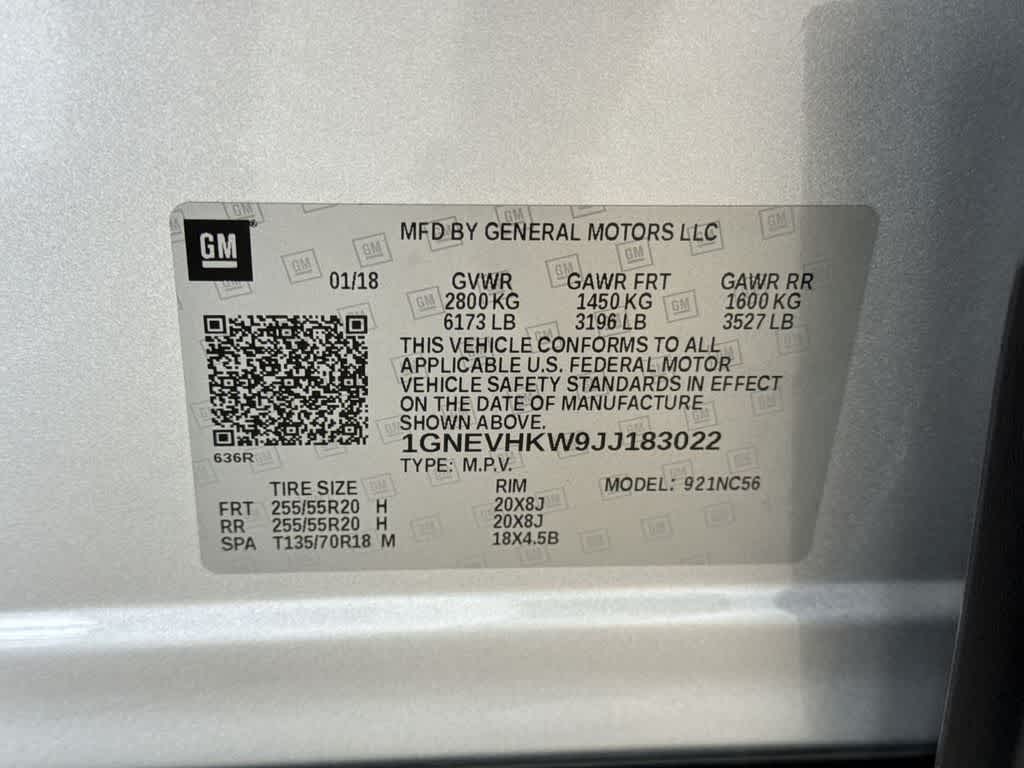 GM
MFD BY GENERAL MOTORS LLC
01/18 GVWR GAWR FRT GAWR RR
2800 KG 1450 KG 1600 KG
6173 LB 3196 LB 3527 LB
THIS VEHICLE CONFORMS TO ALL
APPLICABLE U.S. FEDERAL MOTOR
VEHICLE SAFETY STANDARDS IN EFFECT
ON THE DATE OF MANUFACTURE
SHOWN ABOVE.
1GNEVHKW9JJ183022
636R
TYPE: M.P.V.
TIRE SIZE RIM MODEL: 921NC56
FRT 255/55R20 H 20X8J
RR 255/55R20 H 20X8J
SPA T135/70R18 M 18X4.5B